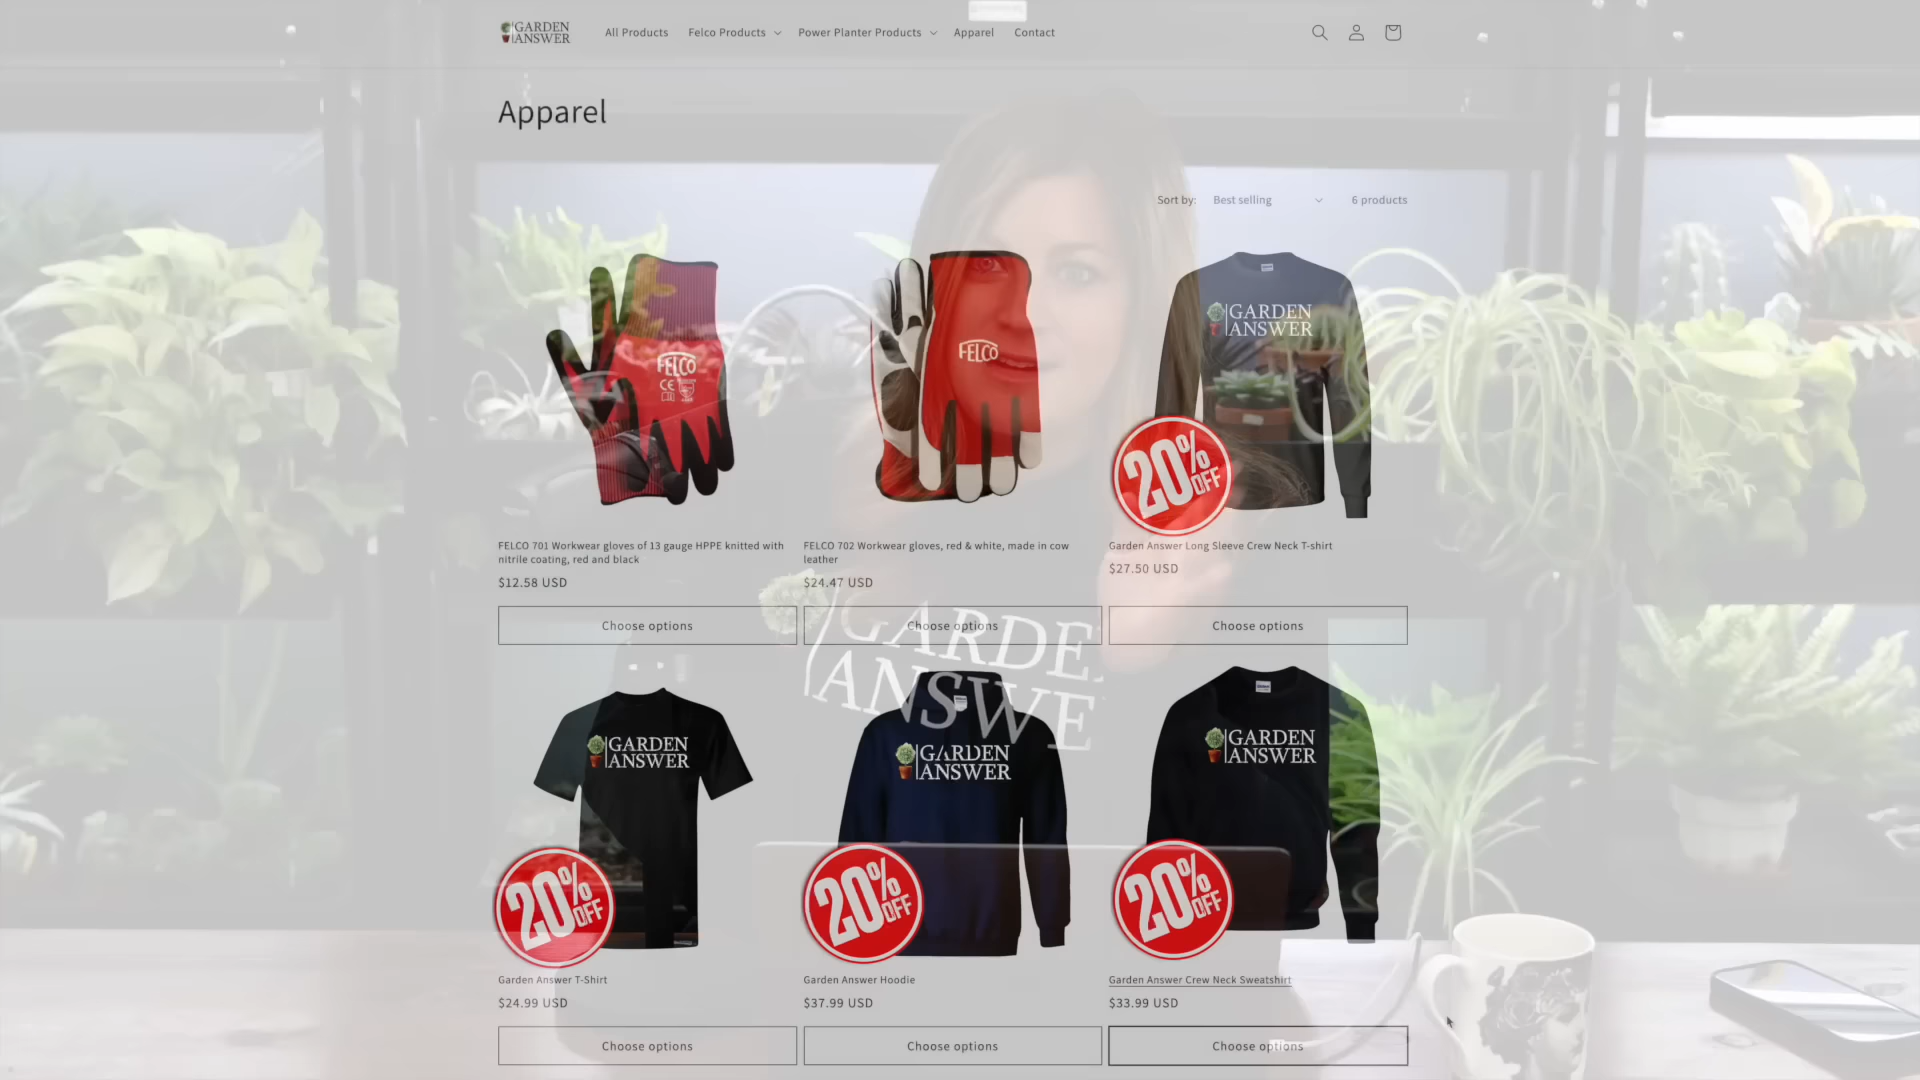 GARDEN
ANSWER
All Products
Felco Products
Power Planter Products
Apparel
Contact
Apparel
Sort by:
Best selling
6 products
FELCO
CE
FELCO
GARDEN
ANSWER
20%
OFF
FELCO 701 Workwear gloves of 13 gauge HPPE knitted with
nitrile coating, red and black
$12.58 USD
FELCO 702 Workwear gloves, red & white, made in cow
leather
$24.47 USD
Garden Answer Long Sleeve Crew Neck T-shirt
$27.50 USD
Choose options
Choose options
Choose options
GARDE
ANSWE
GARDEN
ANSWER
GARDEN
ANSWER
GARDEN
ANSWER
20%
OFF
20%
OFF
20%
OFF
Garden Answer T-Shirt
$24.99 USD
Garden Answer Hoodie
$37.99 USD
Garden Answer Crew Neck Sweatshirt
$33.99 USD
Choose options
Choose options
Choose options